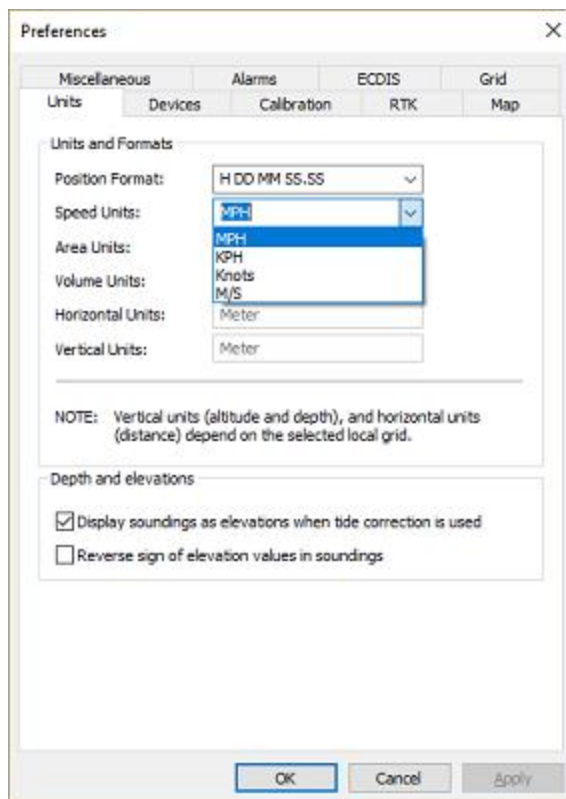 Preferences
Miscellaneous Alarms ECDIS Grid
Units Devices Calibration RTK Map
Units and Formats
Position Format: H DD MM SS.SS
Speed Units: MPH
MPH
Area Units:
KPH
Knots
Volume Units:
M/S
Horizontal Units: Meter
Vertical Units: Meter
NOTE: Vertical units (altitude and depth), and horizontal units
(distance) depend on the selected local grid.
Depth and elevations
Display soundings as elevations when tide correction is used
Reverse sign of elevation values in soundings
OK Cancel Apply